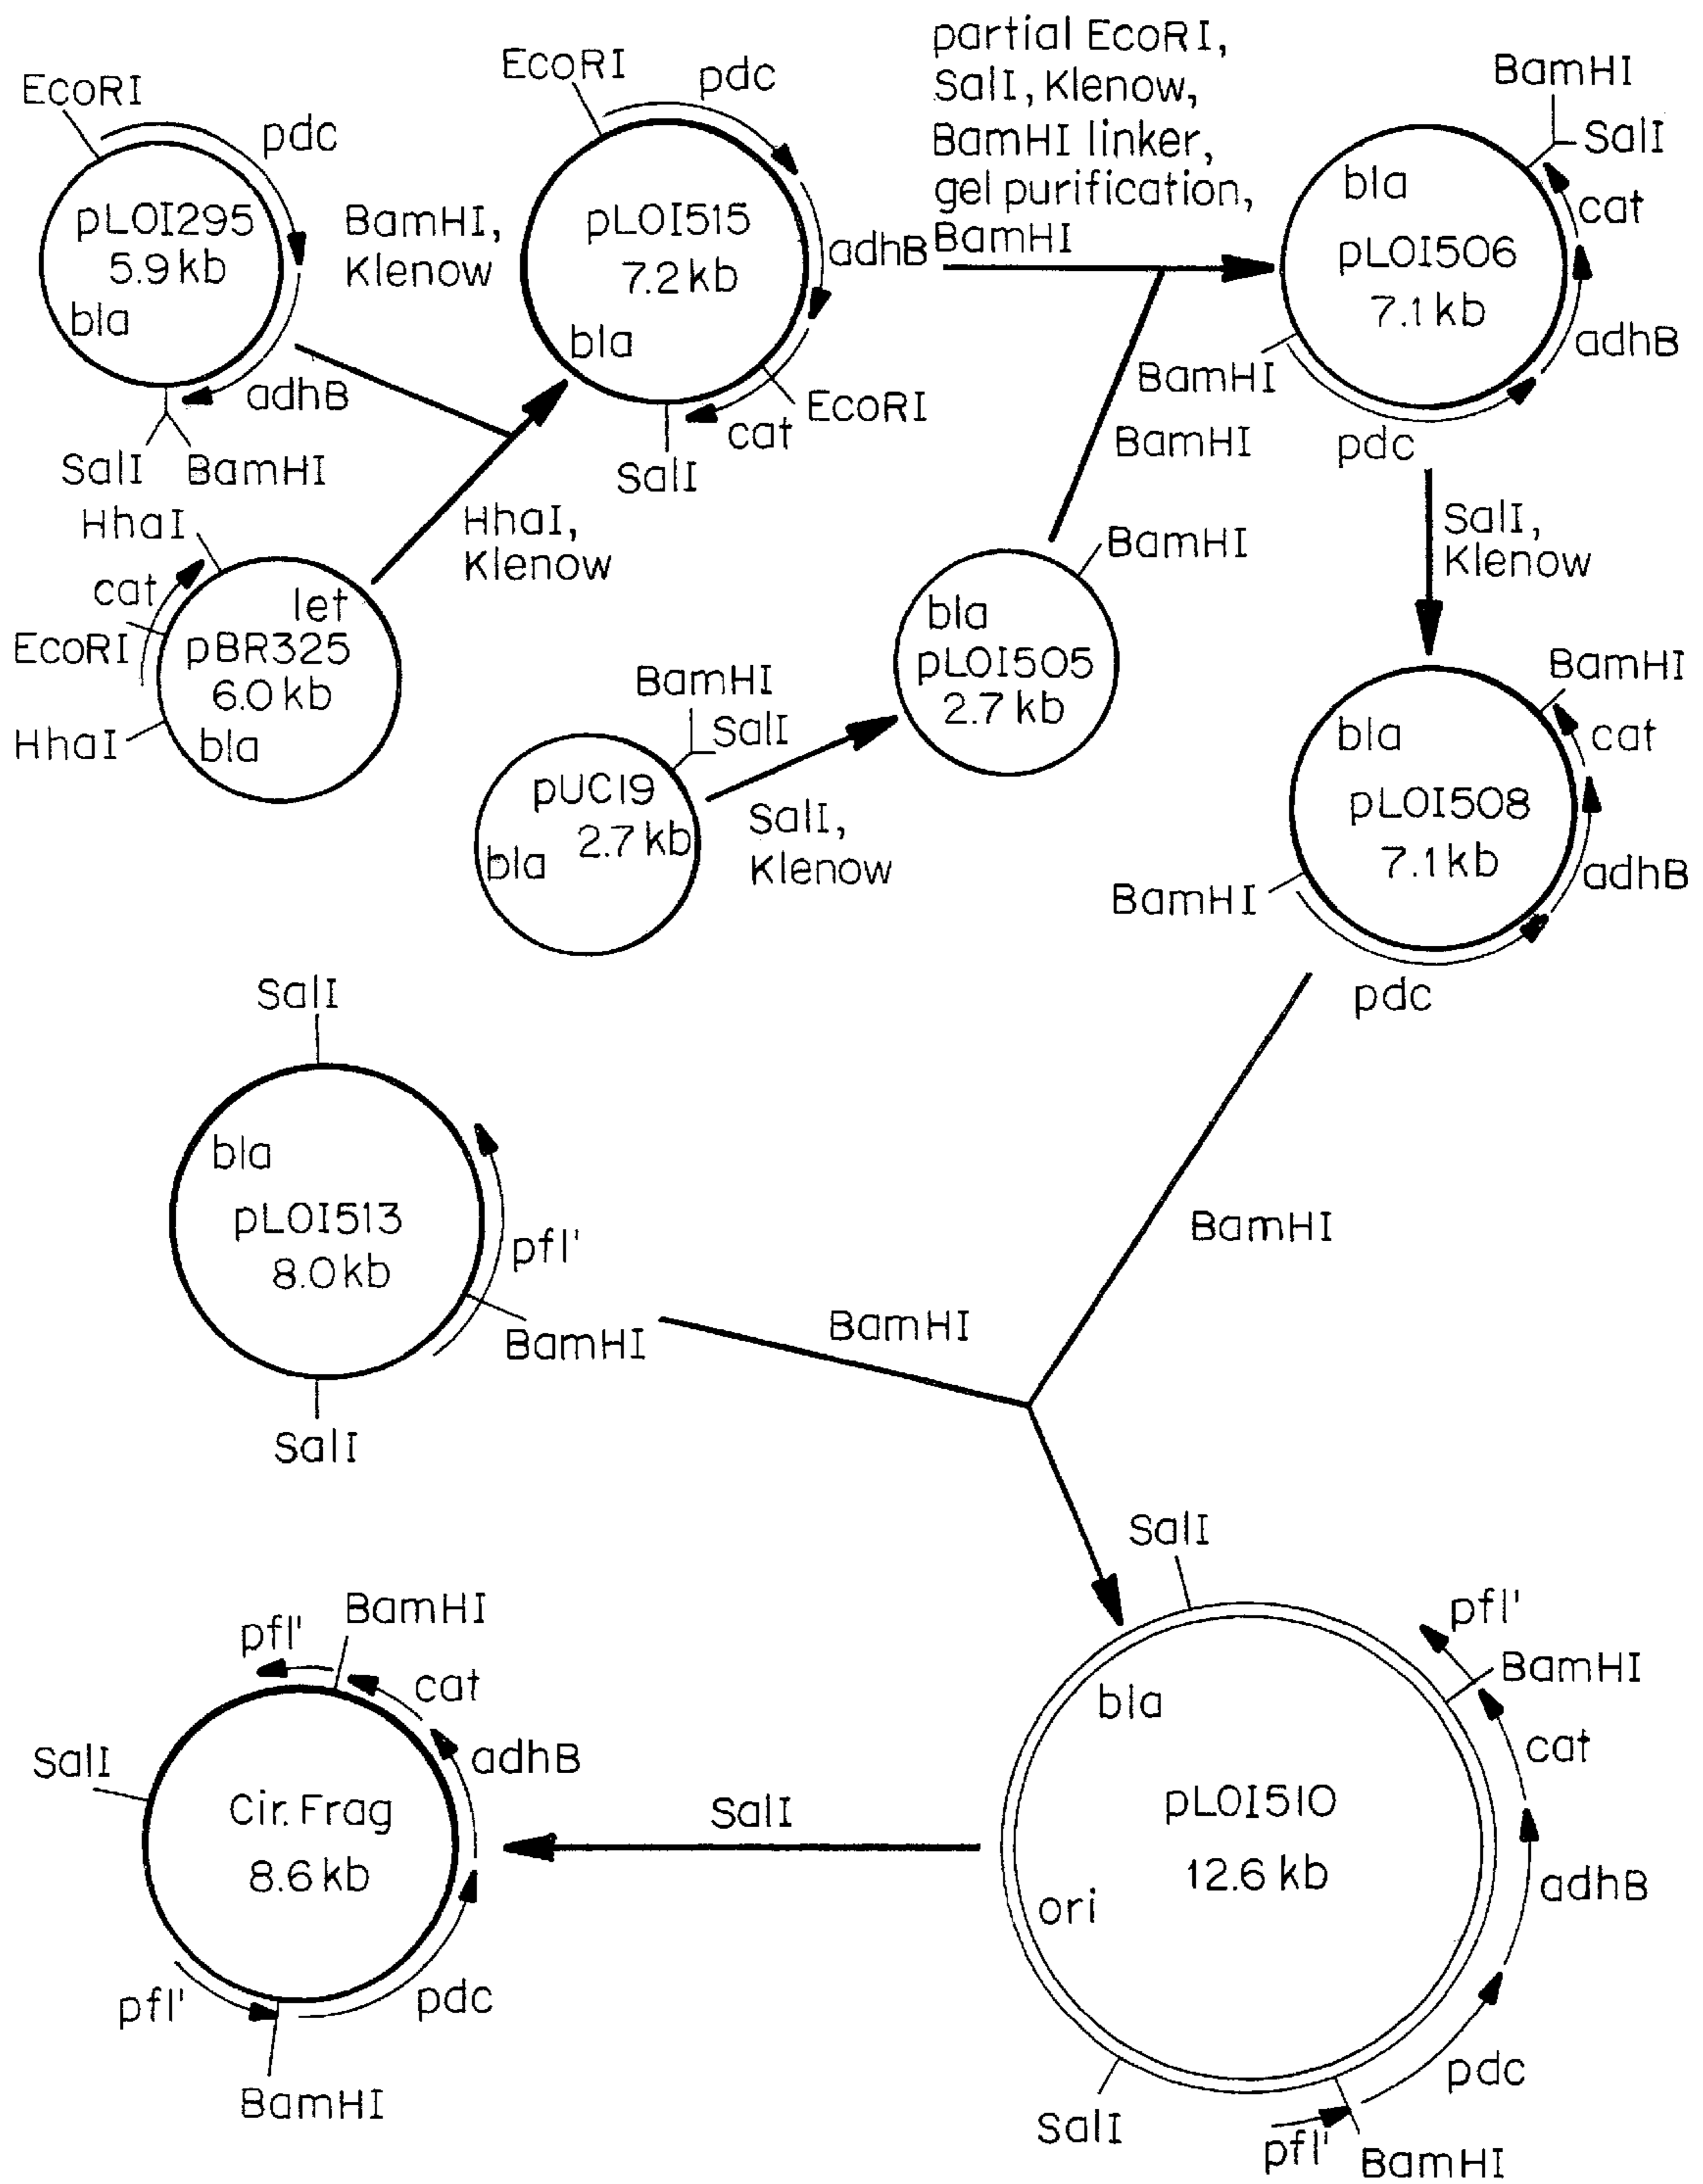 EcoRI
pdc
pLOI295
5.9 kb
bla
adhB
SalI
BamHI
BamHI,
Klenow
EcoRI
pdc
pLOI515
7.2 kb
bla
adhB
EcoRI
cat
SalI
partial EcoRI,
SalI, Klenow,
BamHI linker,
gel purification,
BamHI
BamHI
SalI
bla
cat
pLOI506
7.1 kb
adhB
BamHI
pdc
HhaI
cat
let
EcoRI
pBR325
6.0 kb
HhaI
bla
HhaI,
Klenow
BamHI
BamHI
bla
pLOI505
2.7 kb
SalI,
Klenow
BamHI
SalI
pUC19
2.7 kb
bla
SalI,
Klenow
BamHI
bla
cat
pLOI508
7.1 kb
adhB
BamHI
pdc
SalI
bla
pLOI513
8.0 kb
pfl'
BamHI
SalI
BamHI
BamHI
SalI
pfl'
BamHI
bla
cat
pLOI510
12.6 kb
adhB
ori
pdc
SalI
pfl'
BamHI
SalI
BamHI
pfl'
cat
SalI
adhB
Cir. Frag
8.6 kb
pfl'
pdc
BamHI